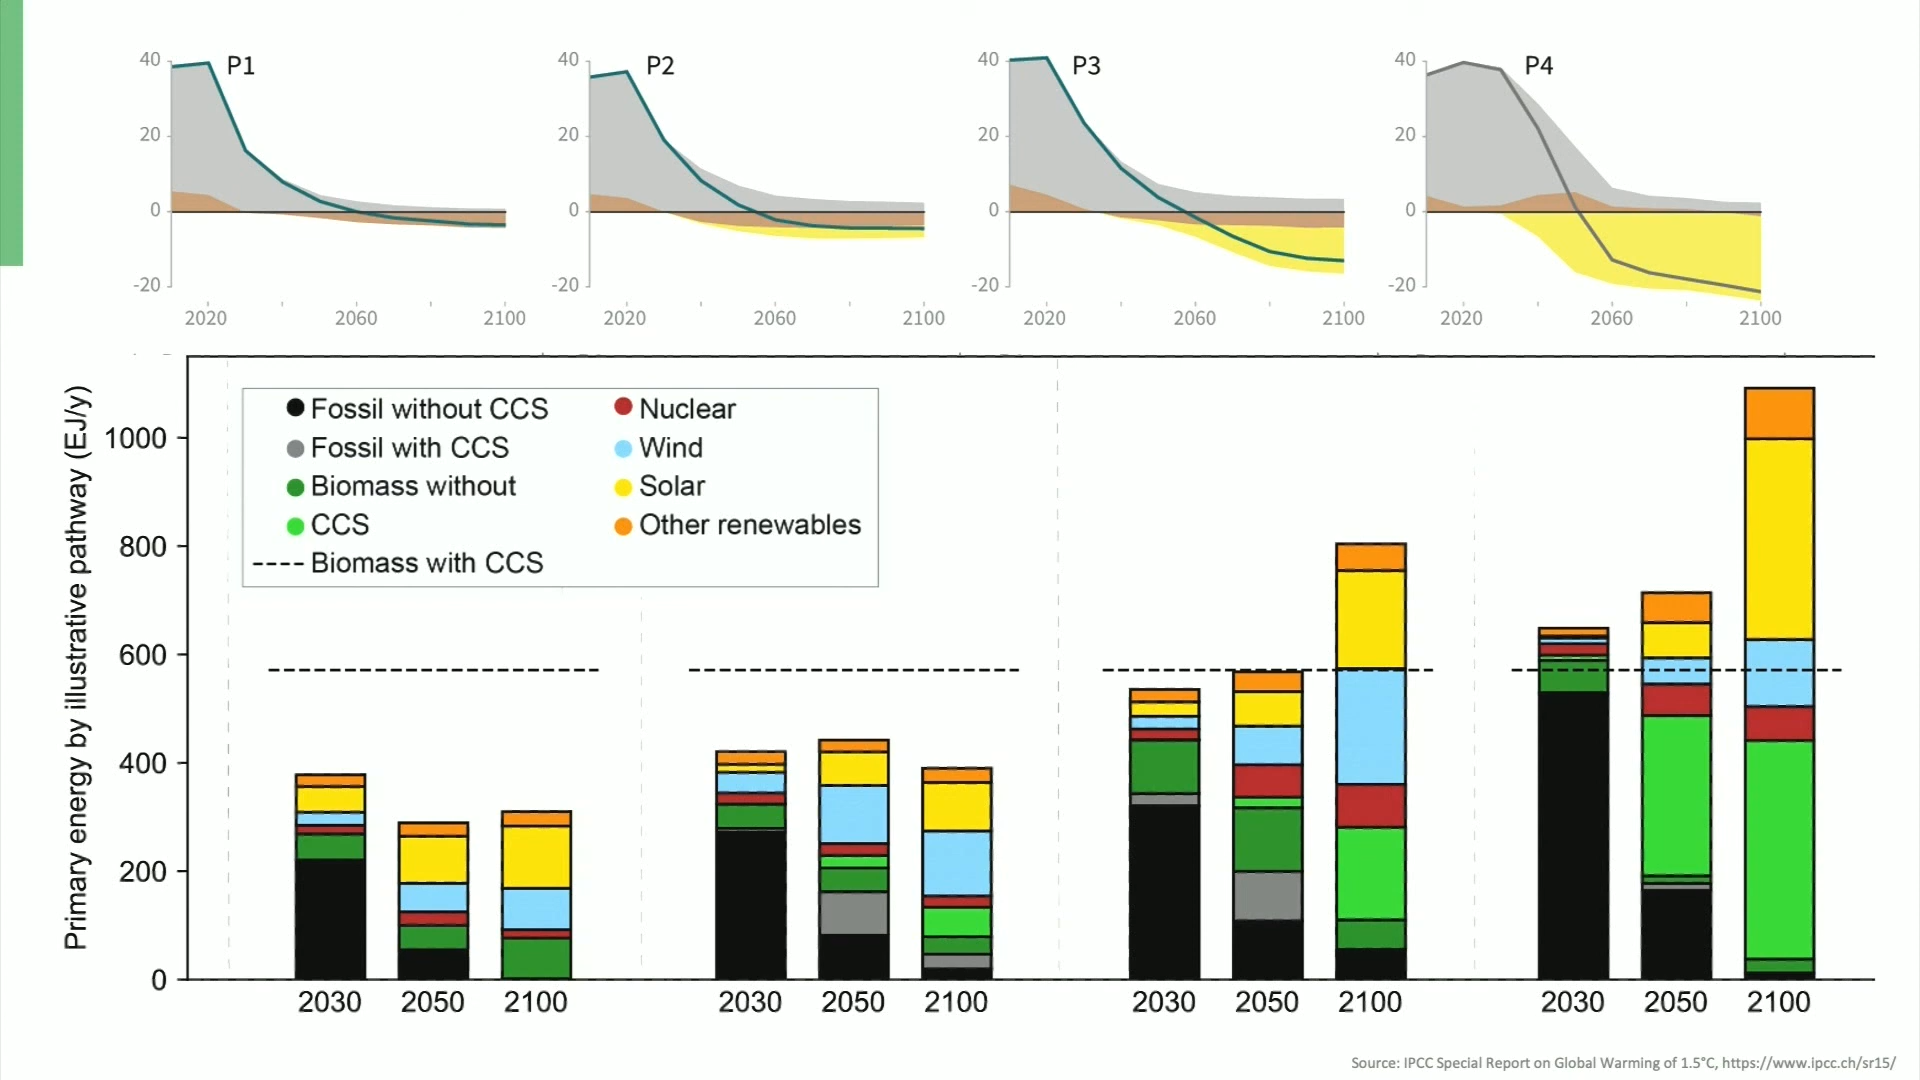 P1
P2
P3
P4
40
20
0
-20
2020
2060
2100
40
20
0
-20
2020
2060
2100
40
20
0
-20
2020
2060
2100
40
20
0
-20
2020
2060
2100
Primary energy by illustrative pathway (EJ/y)
1000
800
600
400
200
0
Fossil without CCS
Fossil with CCS
Biomass without
CCS
Biomass with CCS
Nuclear
Wind
Solar
Other renewables
2030 2050 2100
2030 2050 2100
2030 2050 2100
2030 2050 2100
Source: IPCC Special Report on Global Warming of 1.5°C, https://www.ipcc.ch/sr15/